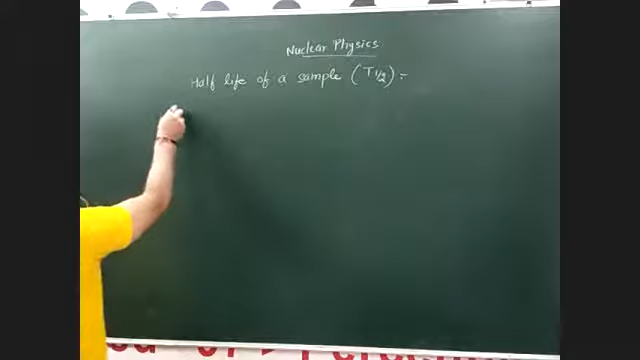 Nuclear Physics
Half life of a sample (T1/2) :-